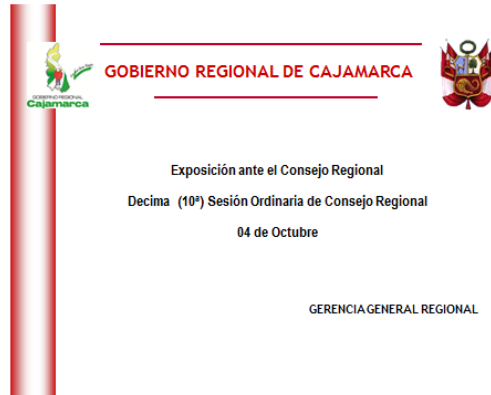 GOBIERNO REGIONAL DE CAJAMARCA
GOBIERNO REGIONAL
Cajamarca
Exposición ante el Consejo Regional
Decima (10ª) Sesión Ordinaria de Consejo Regional
04 de Octubre
GERENCIA GENERAL REGIONAL